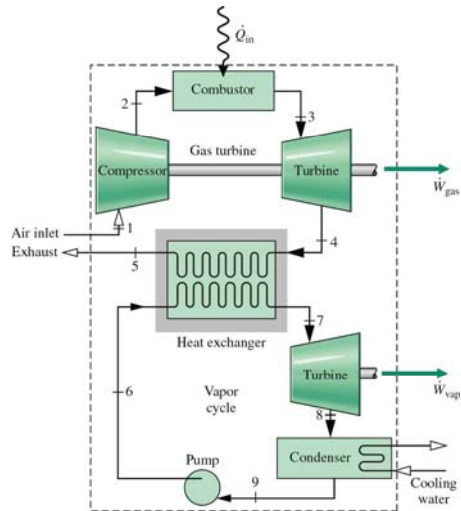 Q̇in
Combustor
2
3
Gas turbine
Compressor
Turbine
Ẇgas
1
Air inlet
4
Exhaust
5
Heat exchanger
7
Turbine
6
Vapor
cycle
Ẇvap
8
Condenser
Pump
9
Cooling
water